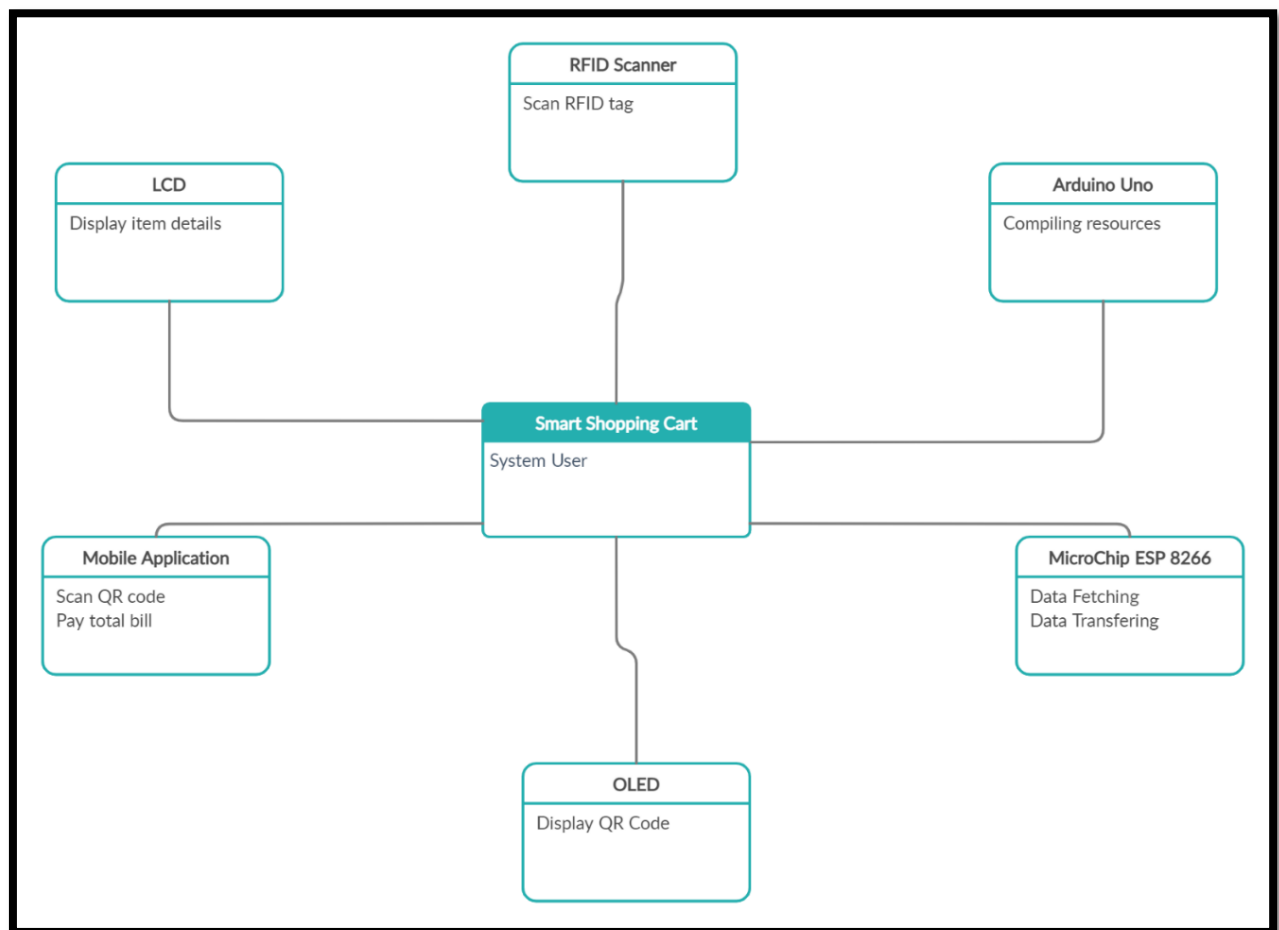 RFID Scanner
Scan RFID tag
LCD
Display item details
Arduino Uno
Compiling resources
Smart Shopping Cart
System User
Mobile Application
Scan QR code
Pay total bill
MicroChip ESP 8266
Data Fetching
Data Transfering
OLED
Display QR Code